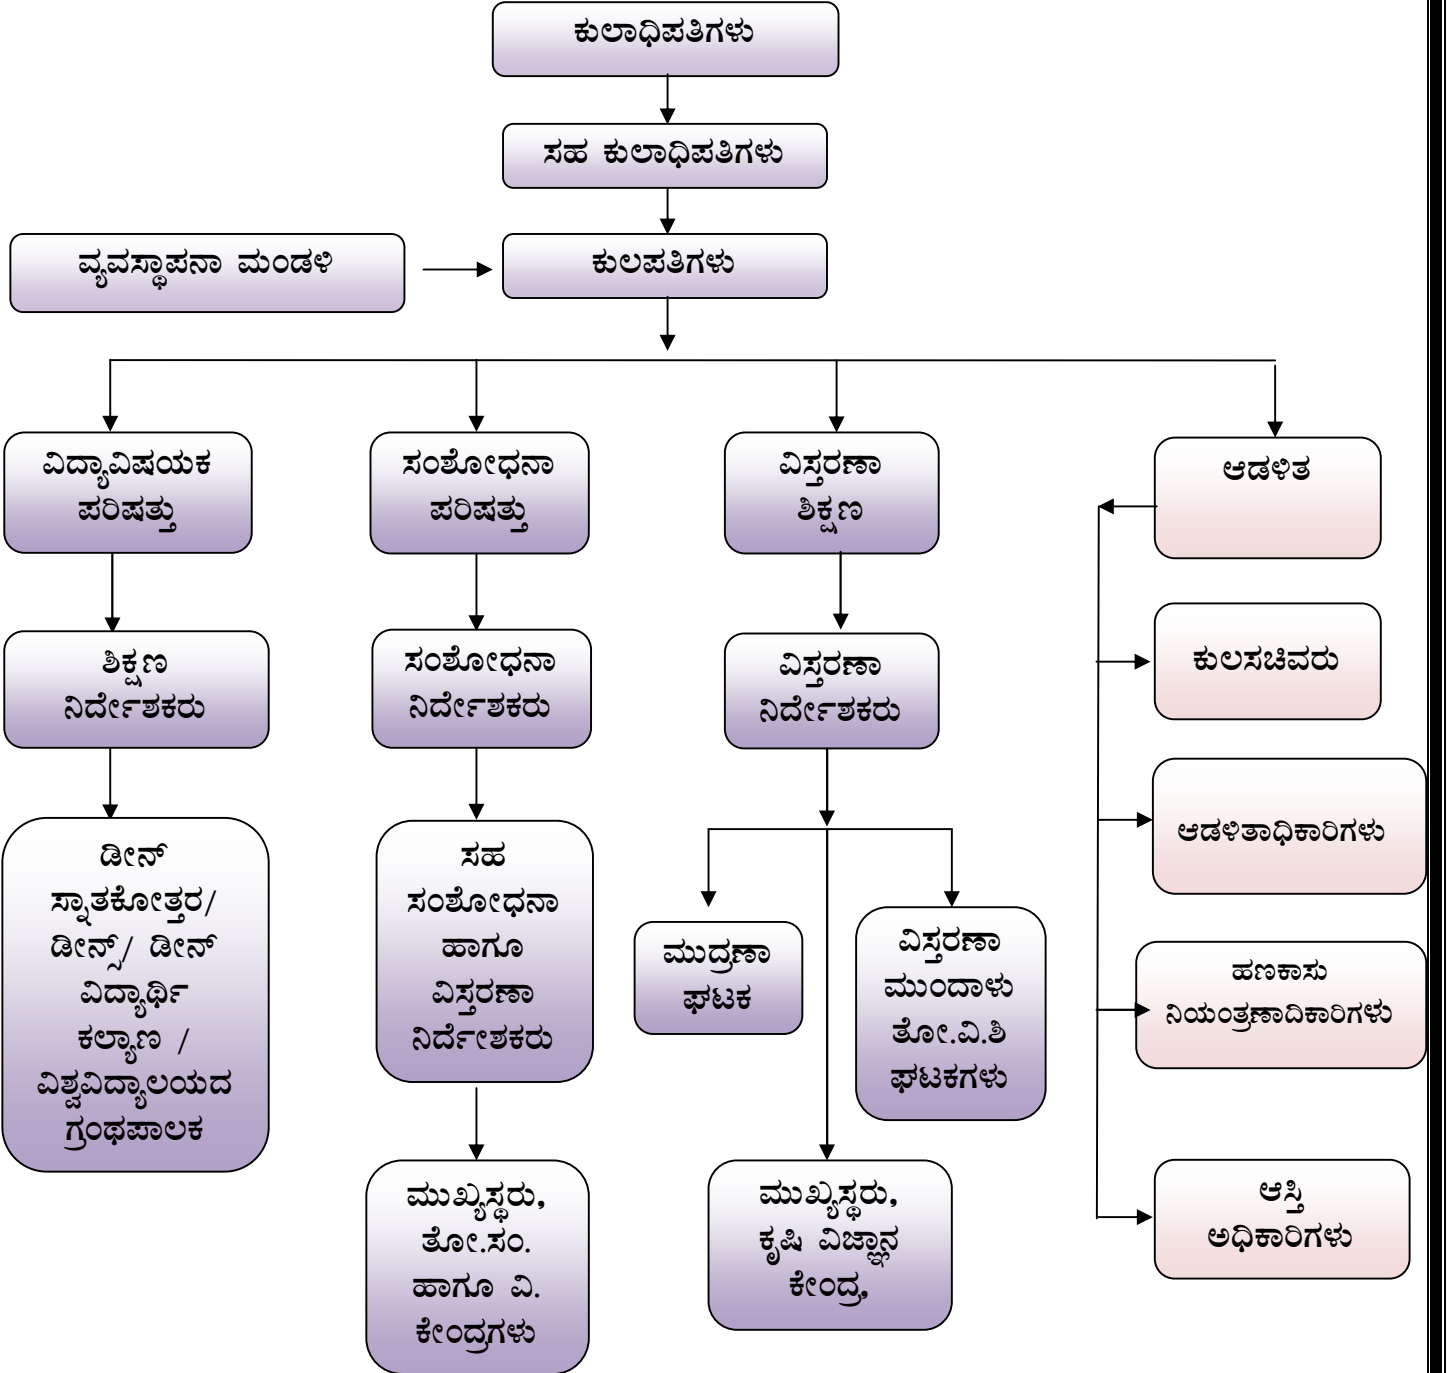 ಕುಲಾಧಿಪತಿಗಳು
ಸಹ ಕುಲಾಧಿಪತಿಗಳು
ವ್ಯವಸ್ಥಾಪನಾ ಮಂಡಳಿ
ಕುಲಪತಿಗಳು
ವಿದ್ಯಾವಿಷಯಕ
ಪರಿಷತ್ತು
ಸಂಶೋಧನಾ
ಪರಿಷತ್ತು
ವಿಸ್ತರಣಾ
ಶಿಕ್ಷಣ
ಆಡಳಿತ
ಶಿಕ್ಷಣ
ನಿರ್ದೇಶಕರು
ಸಂಶೋಧನಾ
ನಿರ್ದೇಶಕರು
ವಿಸ್ತರಣಾ
ನಿರ್ದೇಶಕರು
ಕುಲಸಚಿವರು
ಆಡಳಿತಾಧಿಕಾರಿಗಳು
ಡೀನ್
ಸ್ನಾತಕೋತ್ತರ/
ಡೀನ್ಸ್/ ಡೀನ್
ವಿದ್ಯಾರ್ಥಿ
ಕಲ್ಯಾಣ /
ವಿಶ್ವವಿದ್ಯಾಲಯದ
ಗ್ರಂಥಪಾಲಕ
ಸಹ
ಸಂಶೋಧನಾ
ಹಾಗೂ
ವಿಸ್ತರಣಾ
ನಿರ್ದೇಶಕರು
ಮುದ್ರಣಾ
ಘಟಕ
ವಿಸ್ತರಣಾ
ಮುಂದಾಳು
ತೋ.ವಿ.ಶಿ
ಘಟಕಗಳು
ಹಣಕಾಸು
ನಿಯಂತ್ರಣಾದಿಕಾರಿಗಳು
ಮುಖ್ಯಸ್ಥರು,
ತೋ.ಸಂ.
ಹಾಗೂ ವಿ.
ಕೇಂದ್ರಗಳು
ಮುಖ್ಯಸ್ಥರು,
ಕೃಷಿ ವಿಜ್ಞಾನ
ಕೇಂದ್ರ,
ಆಸ್ತಿ
ಅಧಿಕಾರಿಗಳು